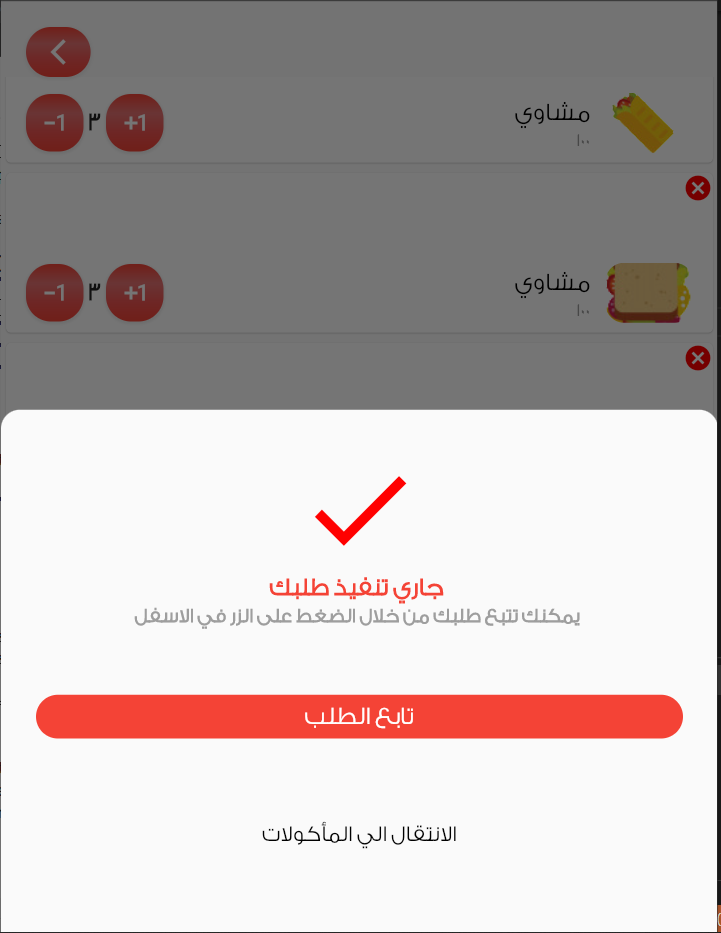 مشاوي
١٠٠
+1
٣
-1
مشاوي
١٠٠
+1
٣
-1
جاري تنفيذ طلبك
يمكنك تتبع طلبك من خلال الضغط على الزر في الاسفل
تابع الطلب
الانتقال الي المأكولات